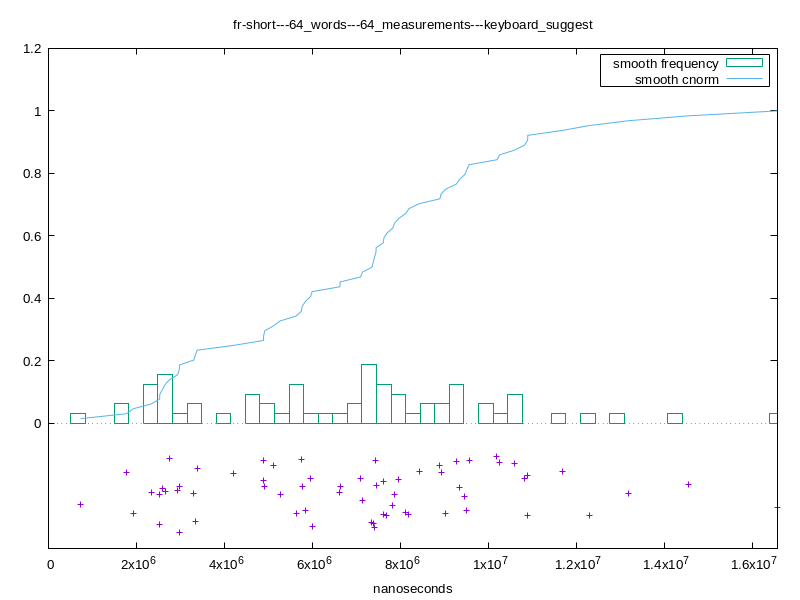 fr-short---64_words---64_measurements---keyboard_suggest
smooth frequency
smooth cnorm
1.2
1
0.8
0.6
0.4
0.2
0
0 2x10^6 4x10^6 6x10^6 8x10^6 1x10^7 1.2x10^7 1.4x10^7 1.6x10^7
nanoseconds